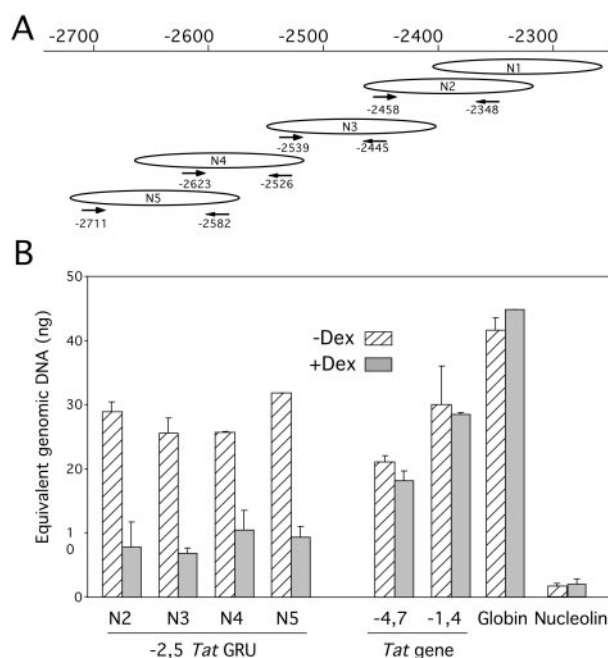 A
-2700 -2600 -2500 -2400 -2300
N1
N2
-2458 -2348
N3
-2539 -2445
N4
-2623 -2526
N5
-2711 -2582
B
Equivalent genomic DNA (ng)
50
40
30
20
1
0
0
-Dex
+Dex
N2 N3 N4 N5 -4,7 -1,4 Globin Nucleolin
-2,5 Tat GRU Tat gene